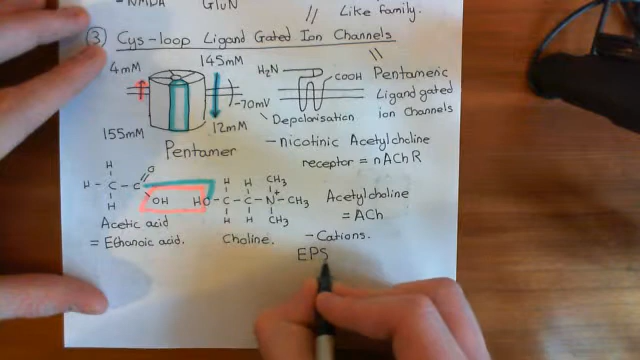 -NMDA GluN // Like family.
③ Cys-loop Ligand Gated Ion Channels
4mM 145mM
H₂N COOH
-70mV
155mM 12mM
Depolarisation
Pentamer
Pentameric
Ligand gated
ion Channels
- nicotinic Acetylcholine
receptor = nAChR
H
H - C - C O
OH
H
HO - C - C - N⁺ - CH₃
H H CH₃
H H CH₃
Acetic acid
= Ethanoic acid.
Choline.
Acetylcholine
= ACh
- Cations.
EPS